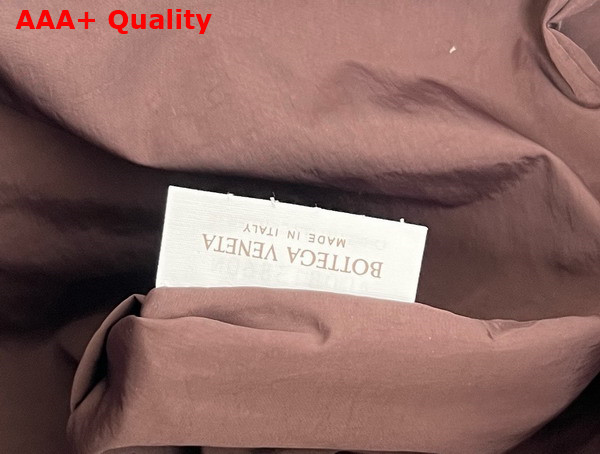 AAA+ Quality
BOTTEGA VENETA
MADE IN ITALY